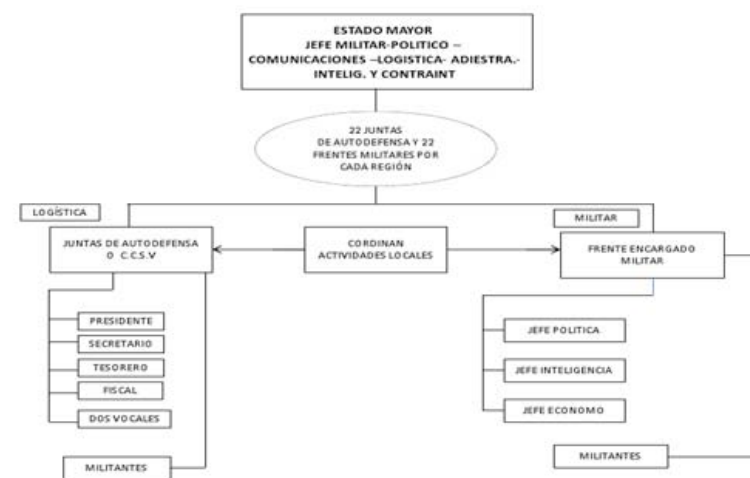 ESTADO MAYOR
JEFE MILITAR-POLITICO –
COMUNICACIONES –LOGISTICA- ADIESTRA.-
INTELIG. Y CONTRAINT
22 JUNTAS
DE AUTODEFENSA Y 22
FRENTES MILITARES POR
CADA REGIÓN
LOGÍSTICA
MILITAR
JUNTAS DE AUTODEFENSA
O C.C.S.V
CORDINAN
ACTIVIDADES LOCALES
FRENTE ENCARGADO
MILITAR
PRESIDENTE
SECRETARIO
TESORERO
FISCAL
DOS VOCALES
MILITANTES
JEFE POLITICA
JEFE INTELIGENCIA
JEFE ECONOMO
MILITANTES